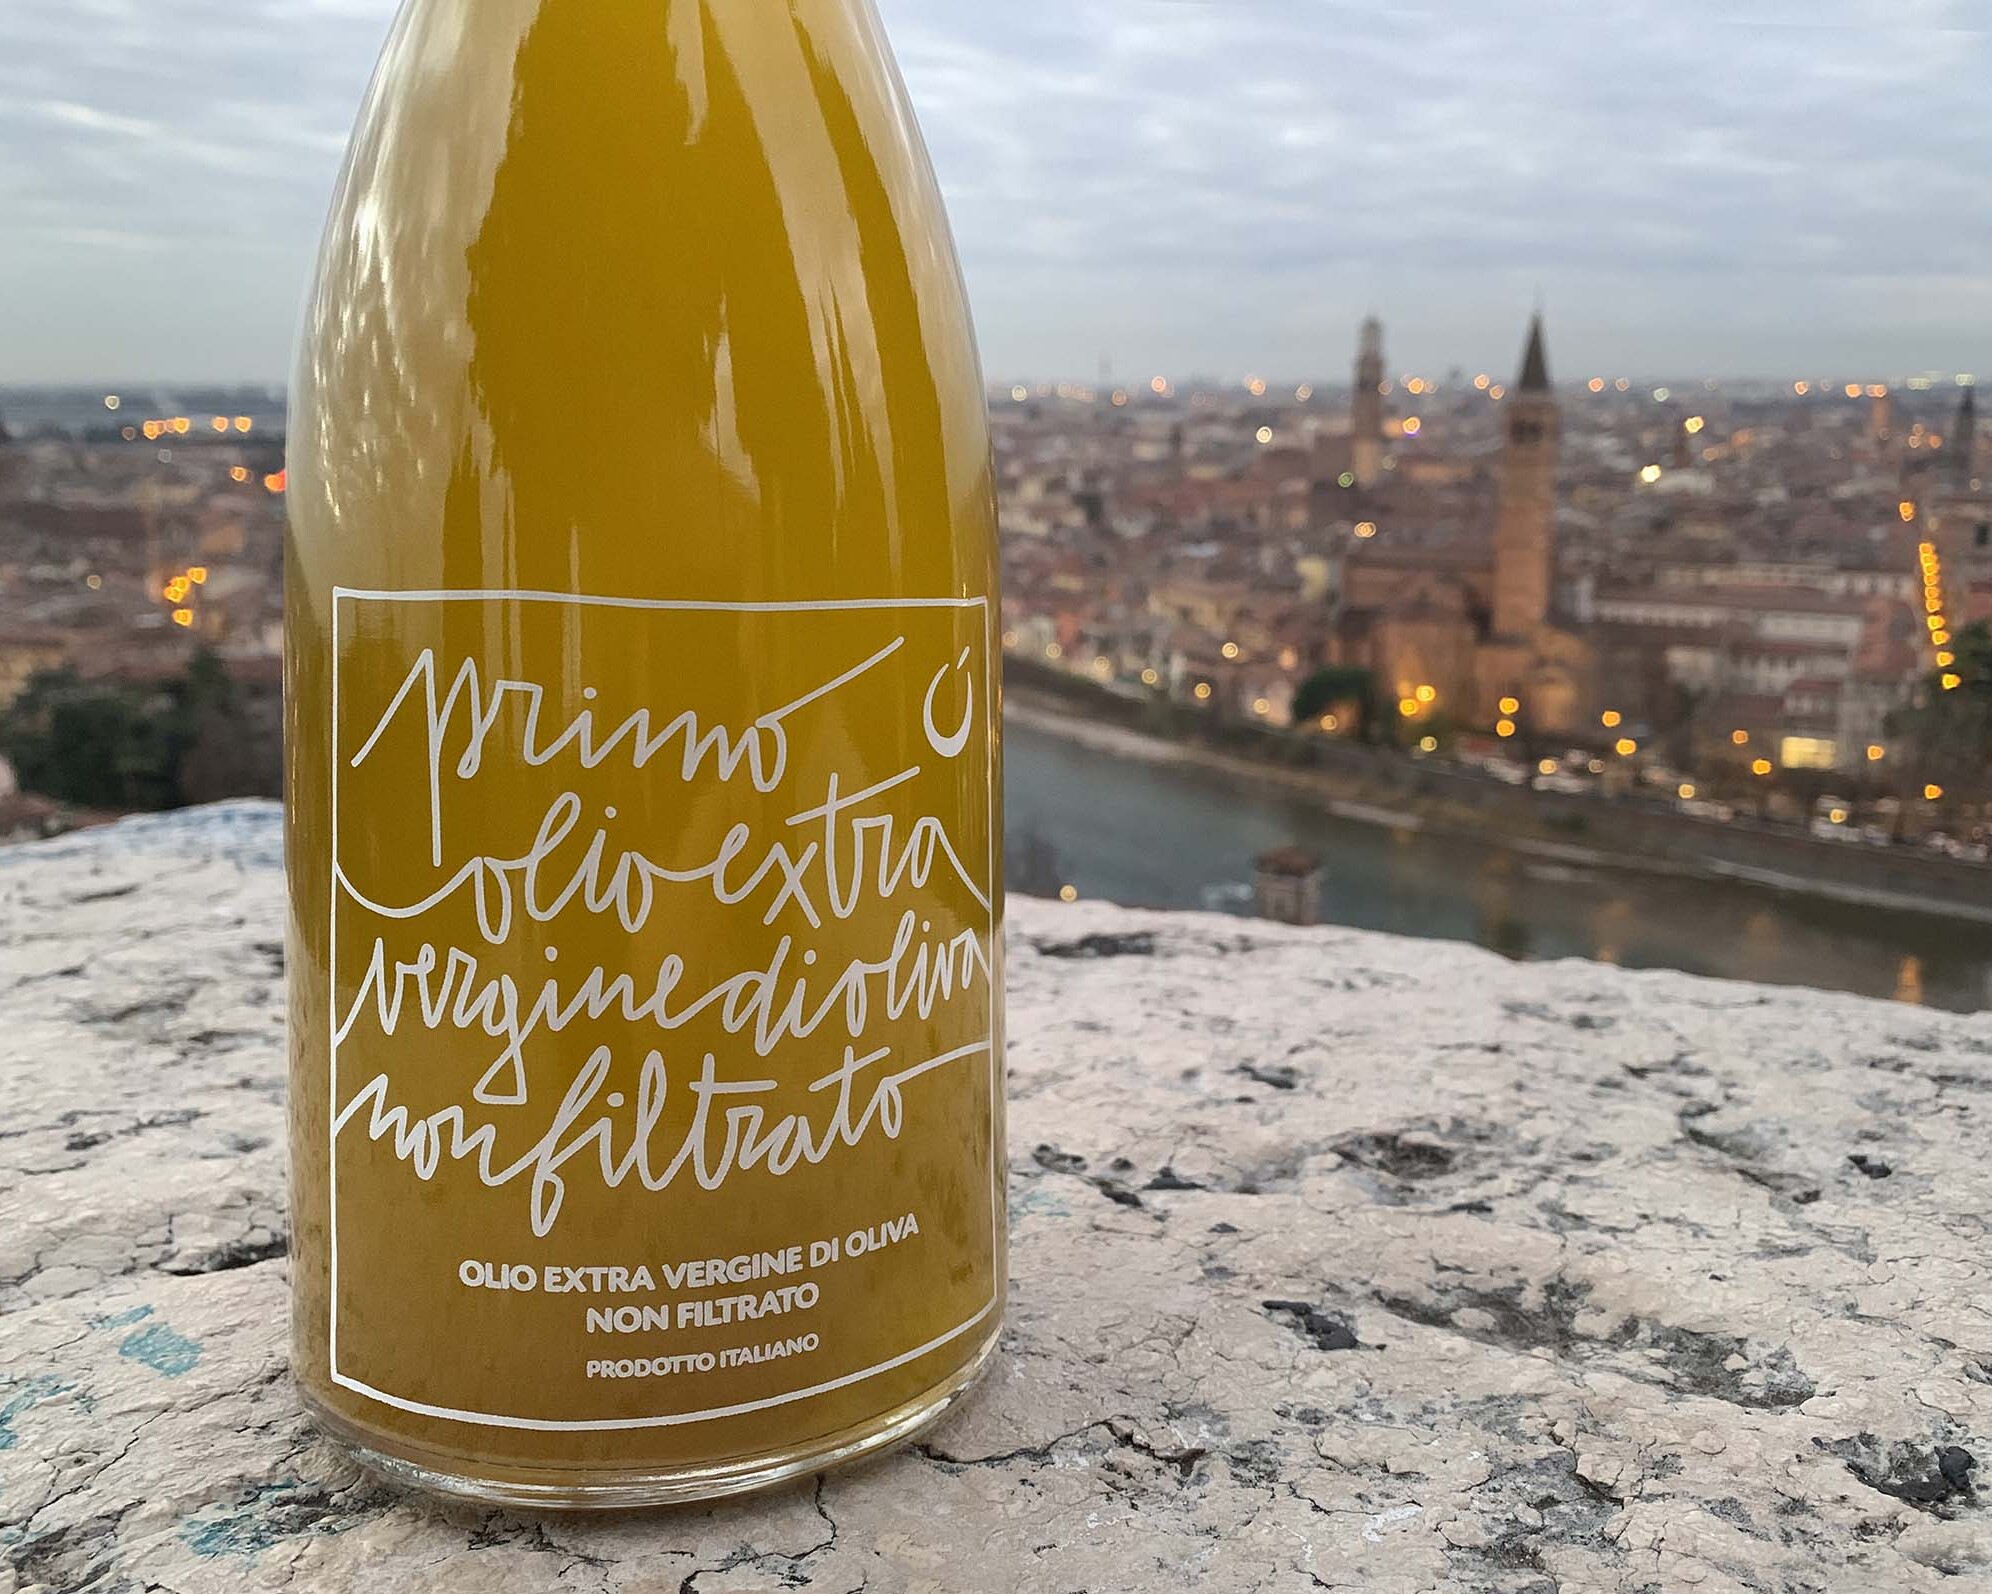 primo
olio extra
vergine di oliva
non filtrato
OLIO EXTRA VERGINE DI OLIVA
NON FILTRATO
PRODOTTO ITALIANO